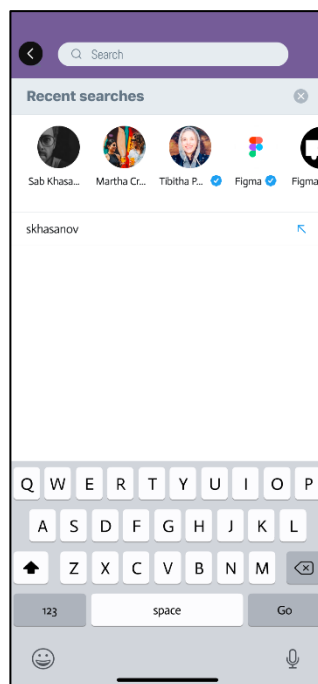 Search
Recent searches
Sab Khasa... Martha Cr... Tibitha P... Figma Figma
skhasanov
Q W E R T Y U I O P
A S D F G H J K L
Z X C V B N M
123 space Go